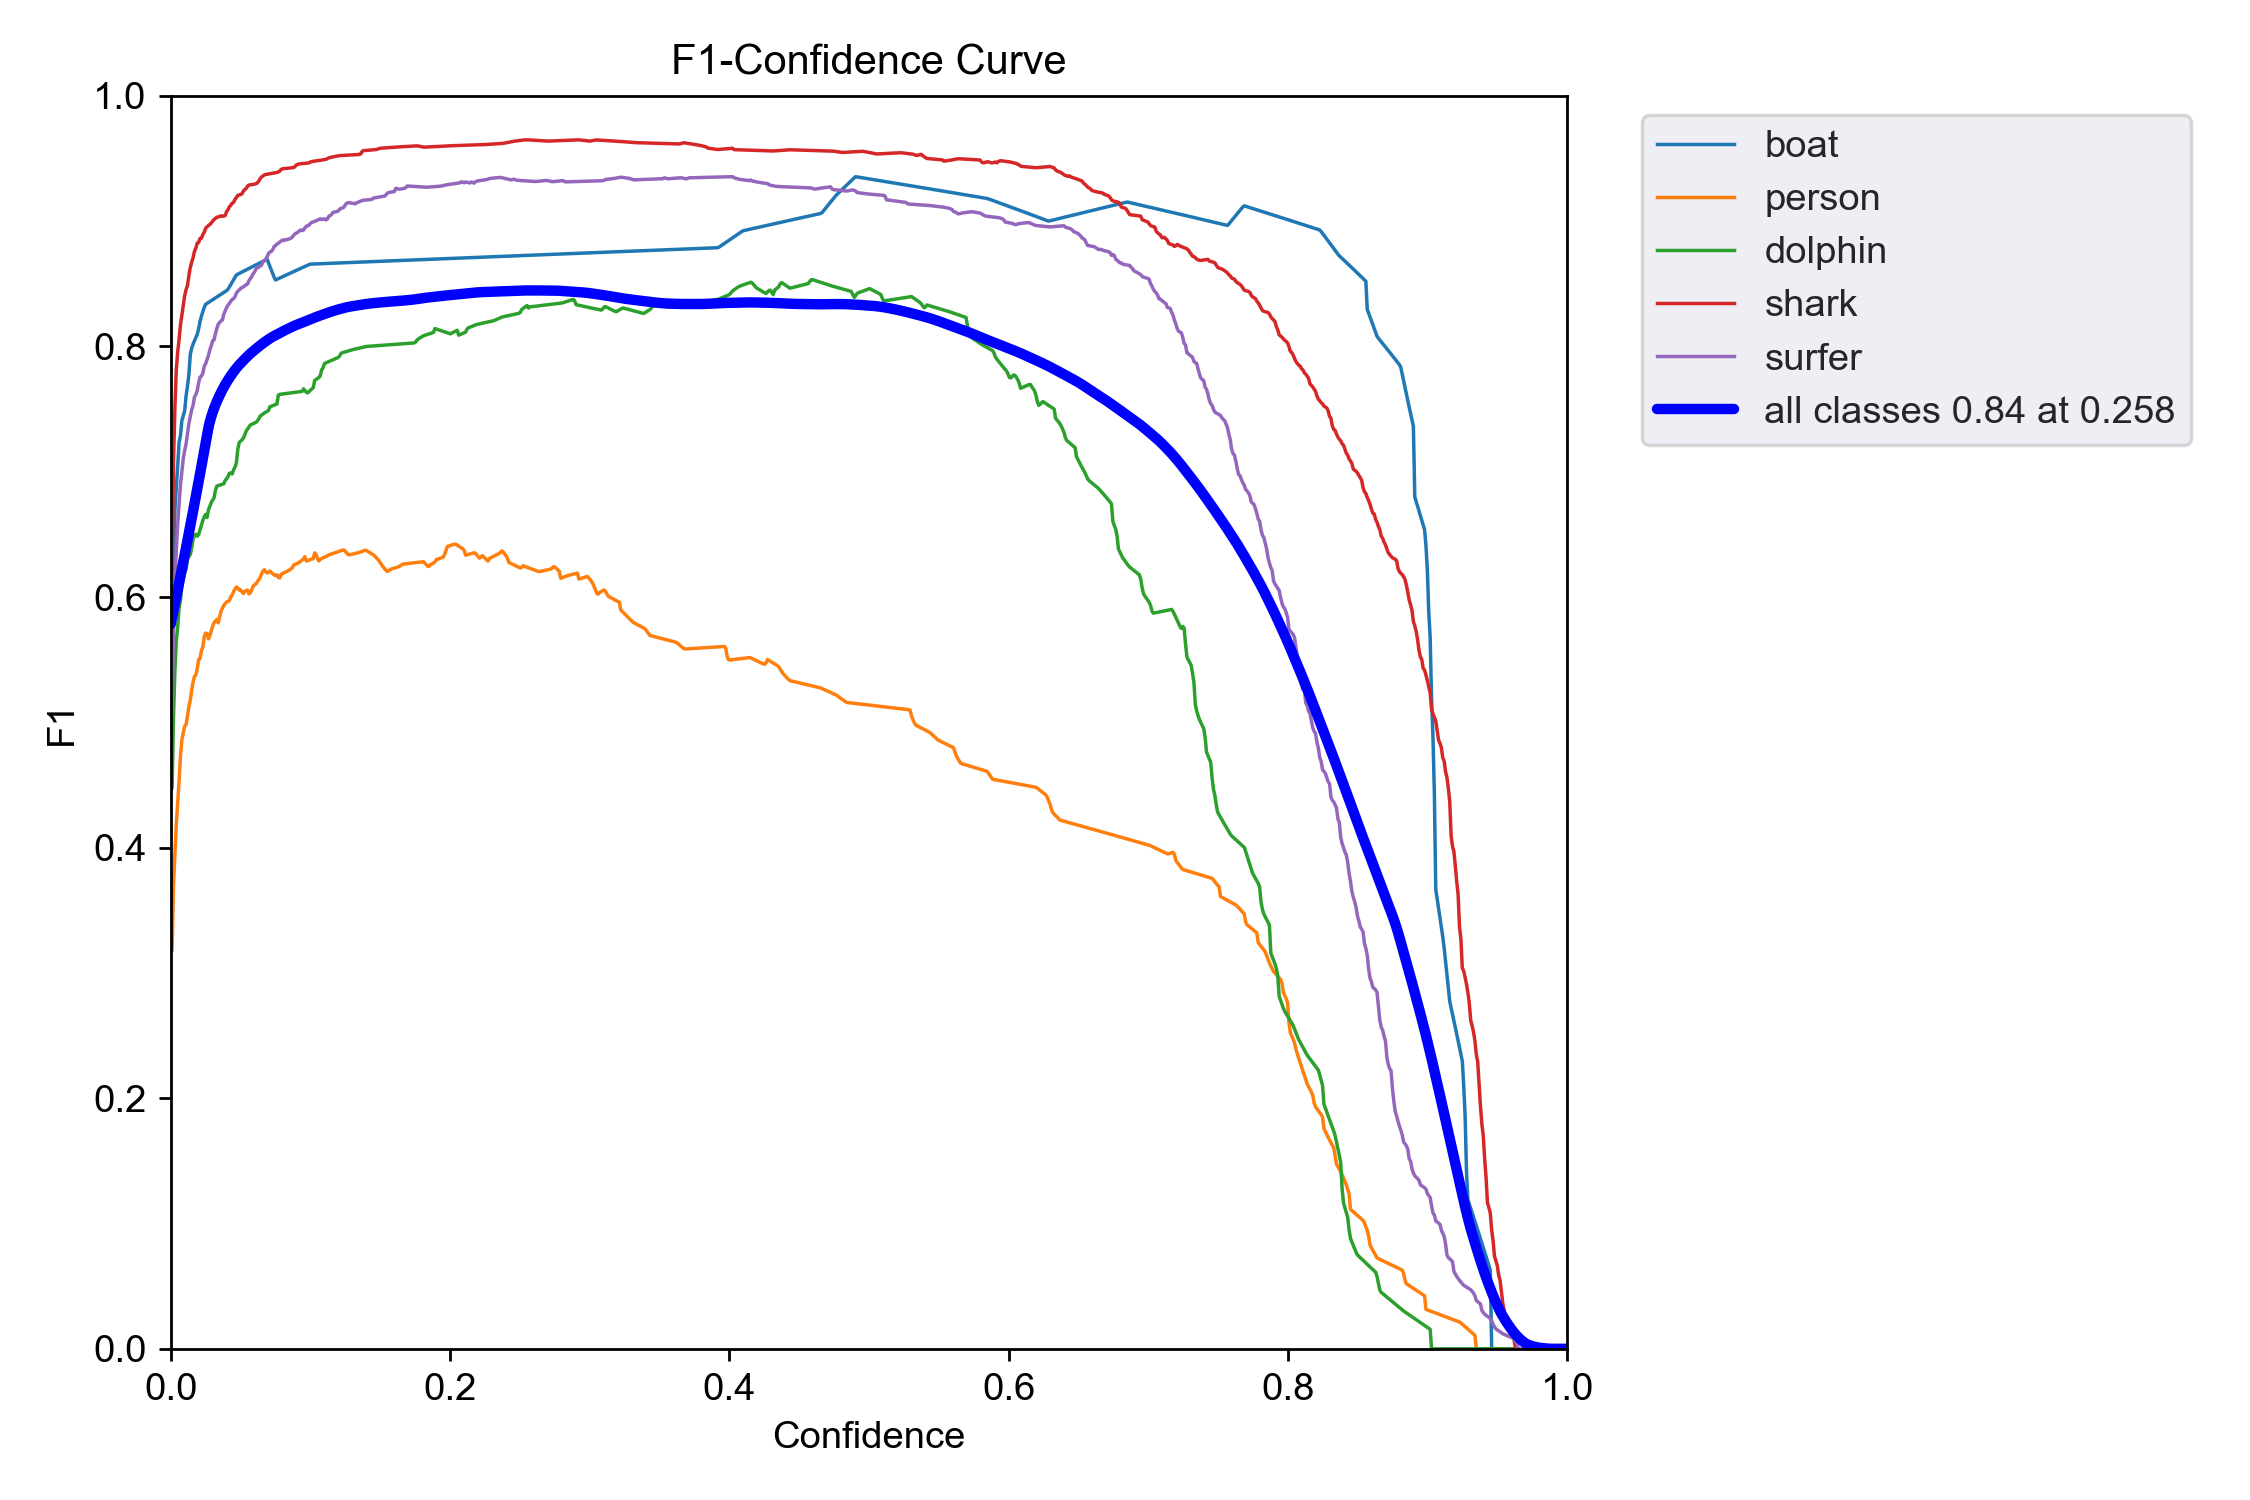 F1-Confidence Curve
1.0
0.8
0.6
0.4
0.2
0.0
F1
0.0 0.2 0.4 0.6 0.8 1.0
Confidence
boat
person
dolphin
shark
surfer
all classes 0.84 at 0.258